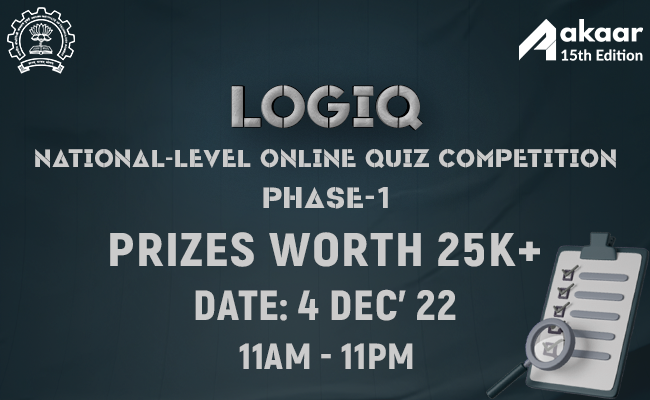 akaar
15th Edition
LOGIQ
NATIONAL-LEVEL ONLINE QUIZ COMPETITION
PHASE-1
PRIZES WORTH 25K+
DATE: 4 DEC' 22
11AM - 11PM